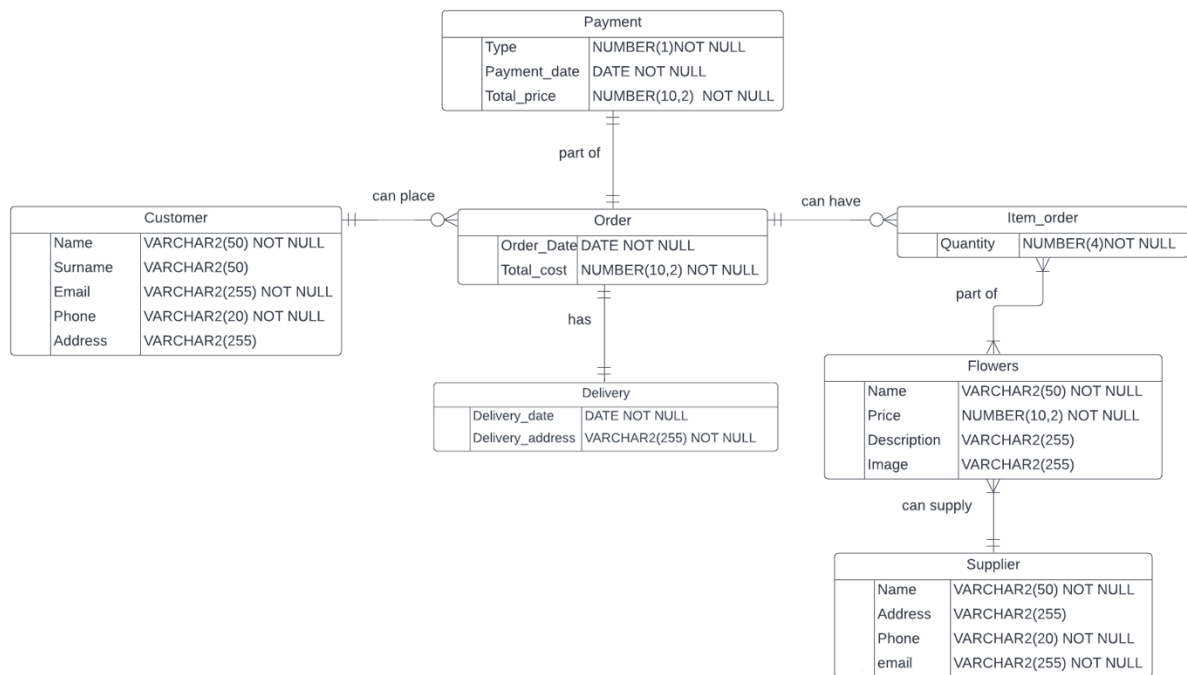 Payment
Type NUMBER(1)NOT NULL
Payment_date DATE NOT NULL
Total_price NUMBER(10,2) NOT NULL
part of
can place
can have
Customer
Name VARCHAR2(50) NOT NULL
Surname VARCHAR2(50)
Email VARCHAR2(255) NOT NULL
Phone VARCHAR2(20) NOT NULL
Address VARCHAR2(255)
Order
Order_Date DATE NOT NULL
Total_cost NUMBER(10,2) NOT NULL
Item_order
Quantity NUMBER(4)NOT NULL
has
part of
Delivery
Delivery_date DATE NOT NULL
Delivery_address VARCHAR2(255) NOT NULL
Flowers
Name VARCHAR2(50) NOT NULL
Price NUMBER(10,2) NOT NULL
Description VARCHAR2(255)
Image VARCHAR2(255)
can supply
Supplier
Name VARCHAR2(50) NOT NULL
Address VARCHAR2(255)
Phone VARCHAR2(20) NOT NULL
email VARCHAR2(255) NOT NULL